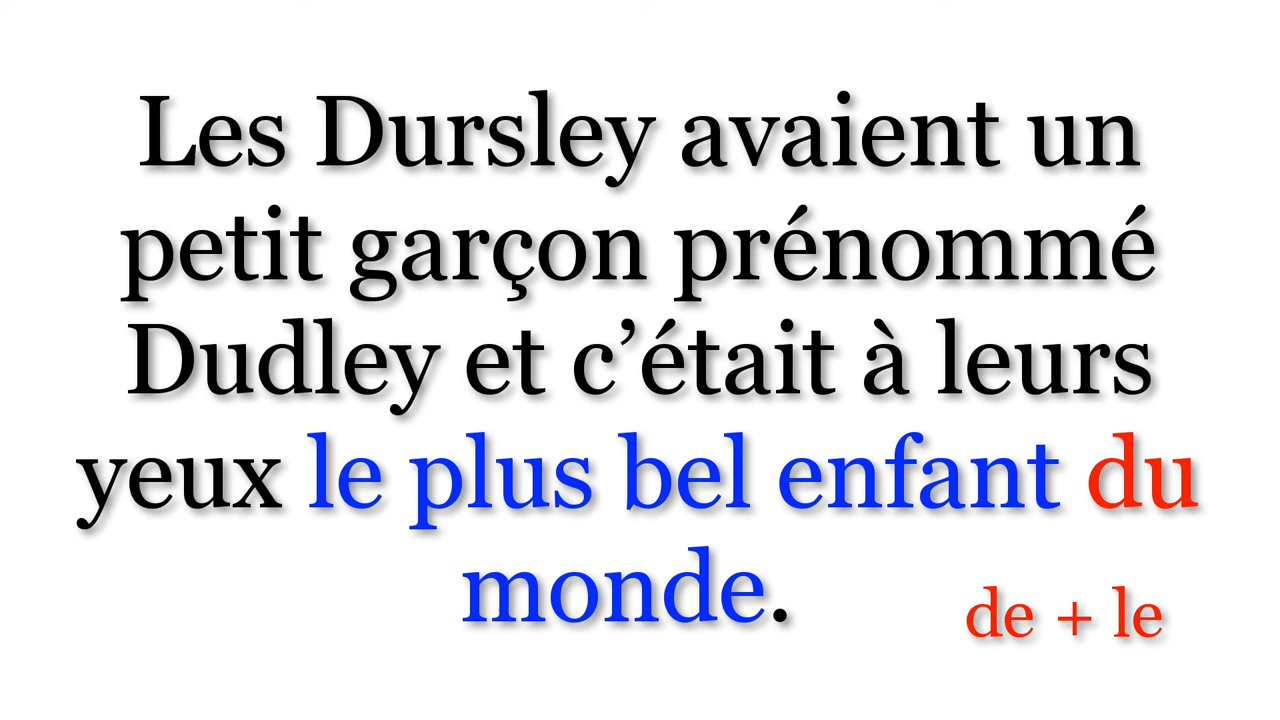 Les Dursley avaient un
petit garçon prénommé
Dudley et c’était à leurs
yeux le plus bel enfant du
monde.
de + le